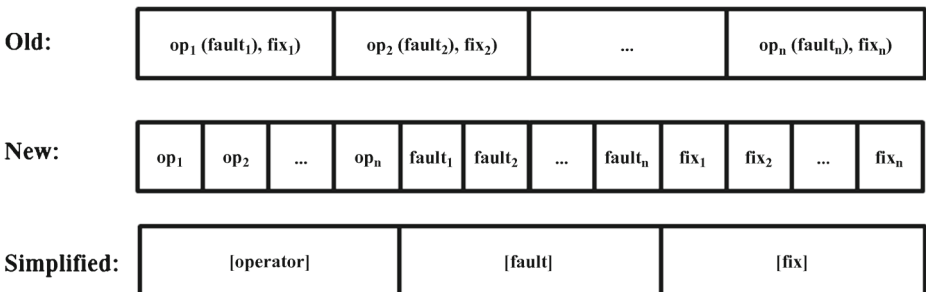 Old: op₁ (fault₁), fix₁) op₂ (fault₂), fix₂) ... opₙ (faultₙ), fixₙ)
New: op₁ op₂ ... opₙ fault₁ fault₂ ... faultₙ fix₁ fix₂ ... fixₙ
Simplified: [operator] [fault] [fix]